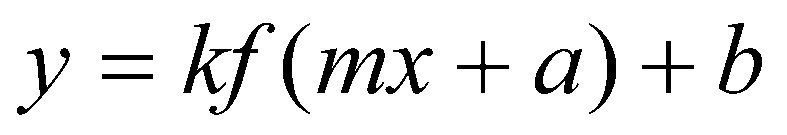 y = kf(mx + a) + b